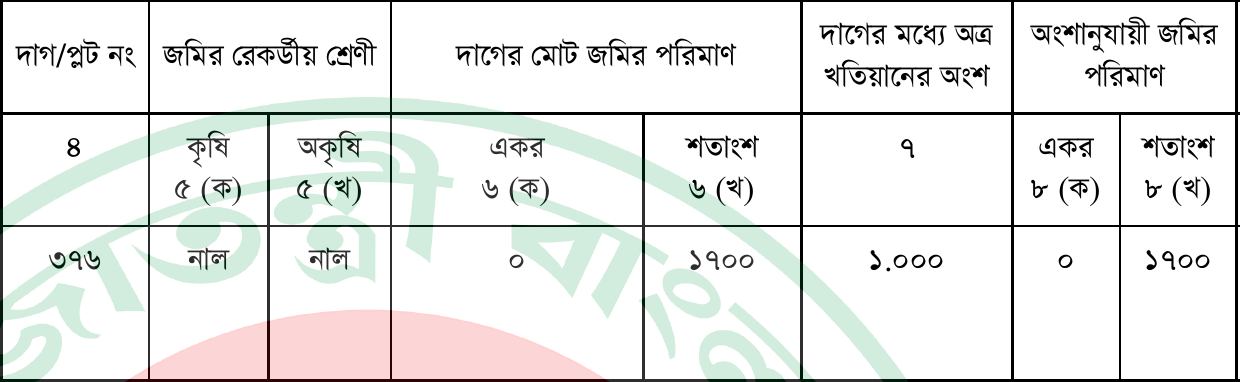 দাগ/প্লট নং জমির রেকর্ডীয় শ্রেণী দাগের মোট জমির পরিমাণ দাগের মধ্যে অত্র খতিয়ানের অংশ অংশানুযায়ী জমির পরিমাণ
৪ কৃষি ৫ (ক) অকৃষি ৫ (খ) একর ৬ (ক) শতাংশ ৬ (খ) ৭ একর ৮ (ক) শতাংশ ৮ (খ)
৩৭৬ নাল নাল ০ ১৭০০ ১.০০০ ০ ১৭০০